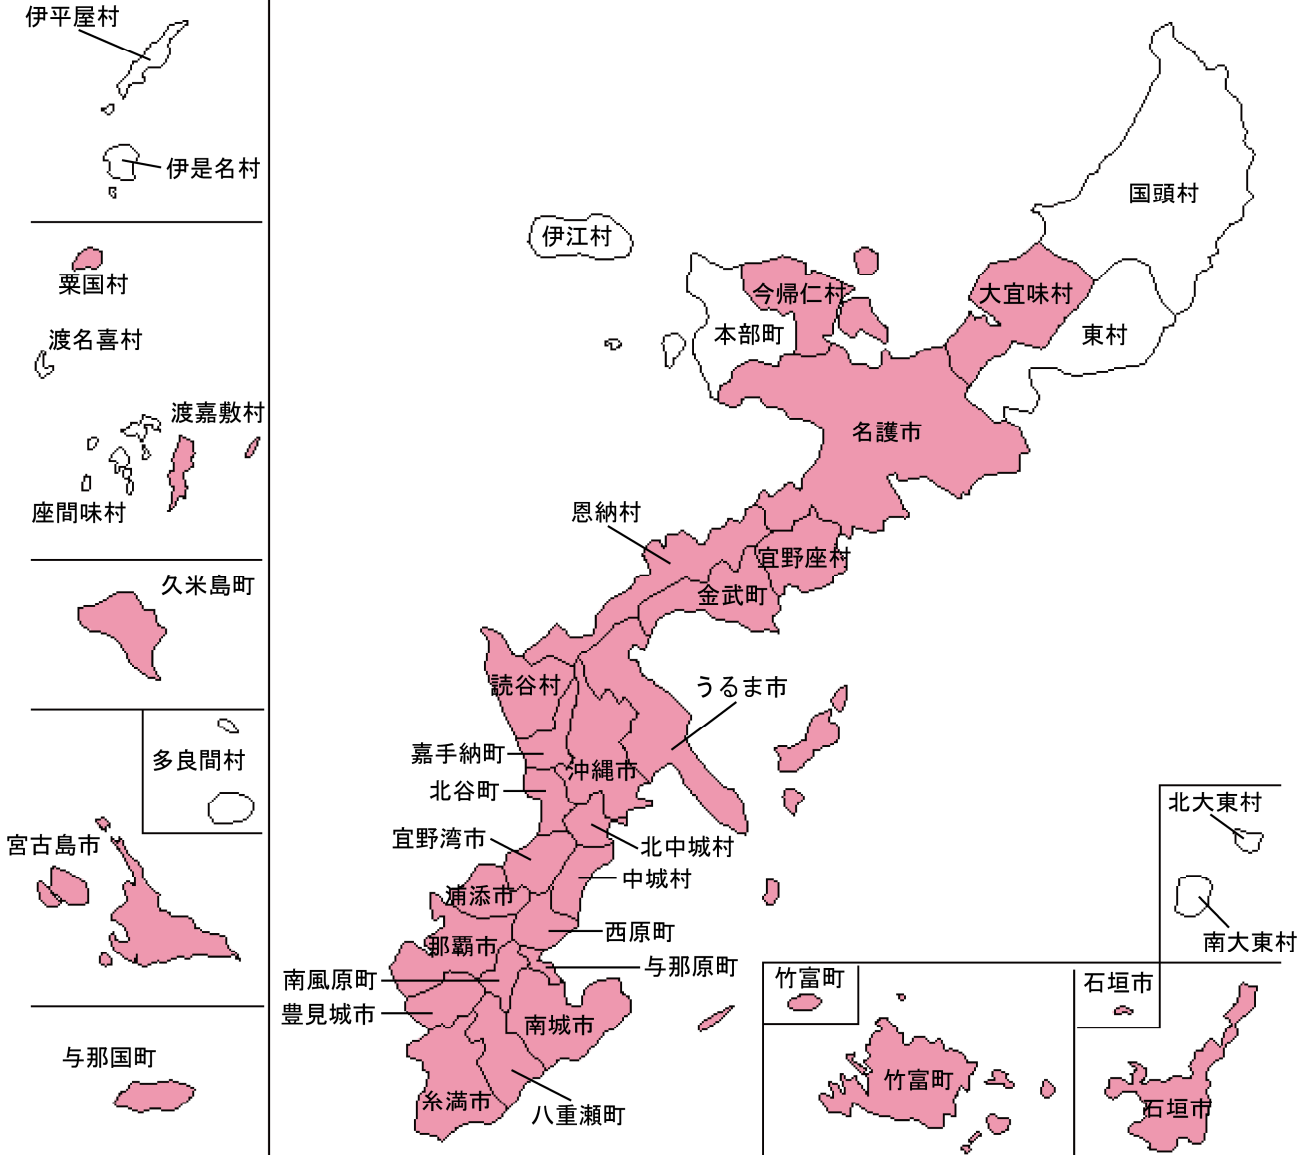 伊平屋村
伊是名村
粟国村
渡名喜村
渡嘉敷村
座間味村
久米島町
多良間村
宮古島市
与那国町
国頭村
伊江村
今帰仁村
大宜味村
本部町
東村
名護市
恩納村
宜野座村
金武町
読谷村
うるま市
嘉手納町
沖縄市
北谷町
宜野湾市
北中城村
中城村
浦添市
西原町
那覇市
与那原町
南風原町
豊見城市
南城市
糸満市
八重瀬町
北大東村
南大東村
竹富町
竹富町
石垣市
石垣市